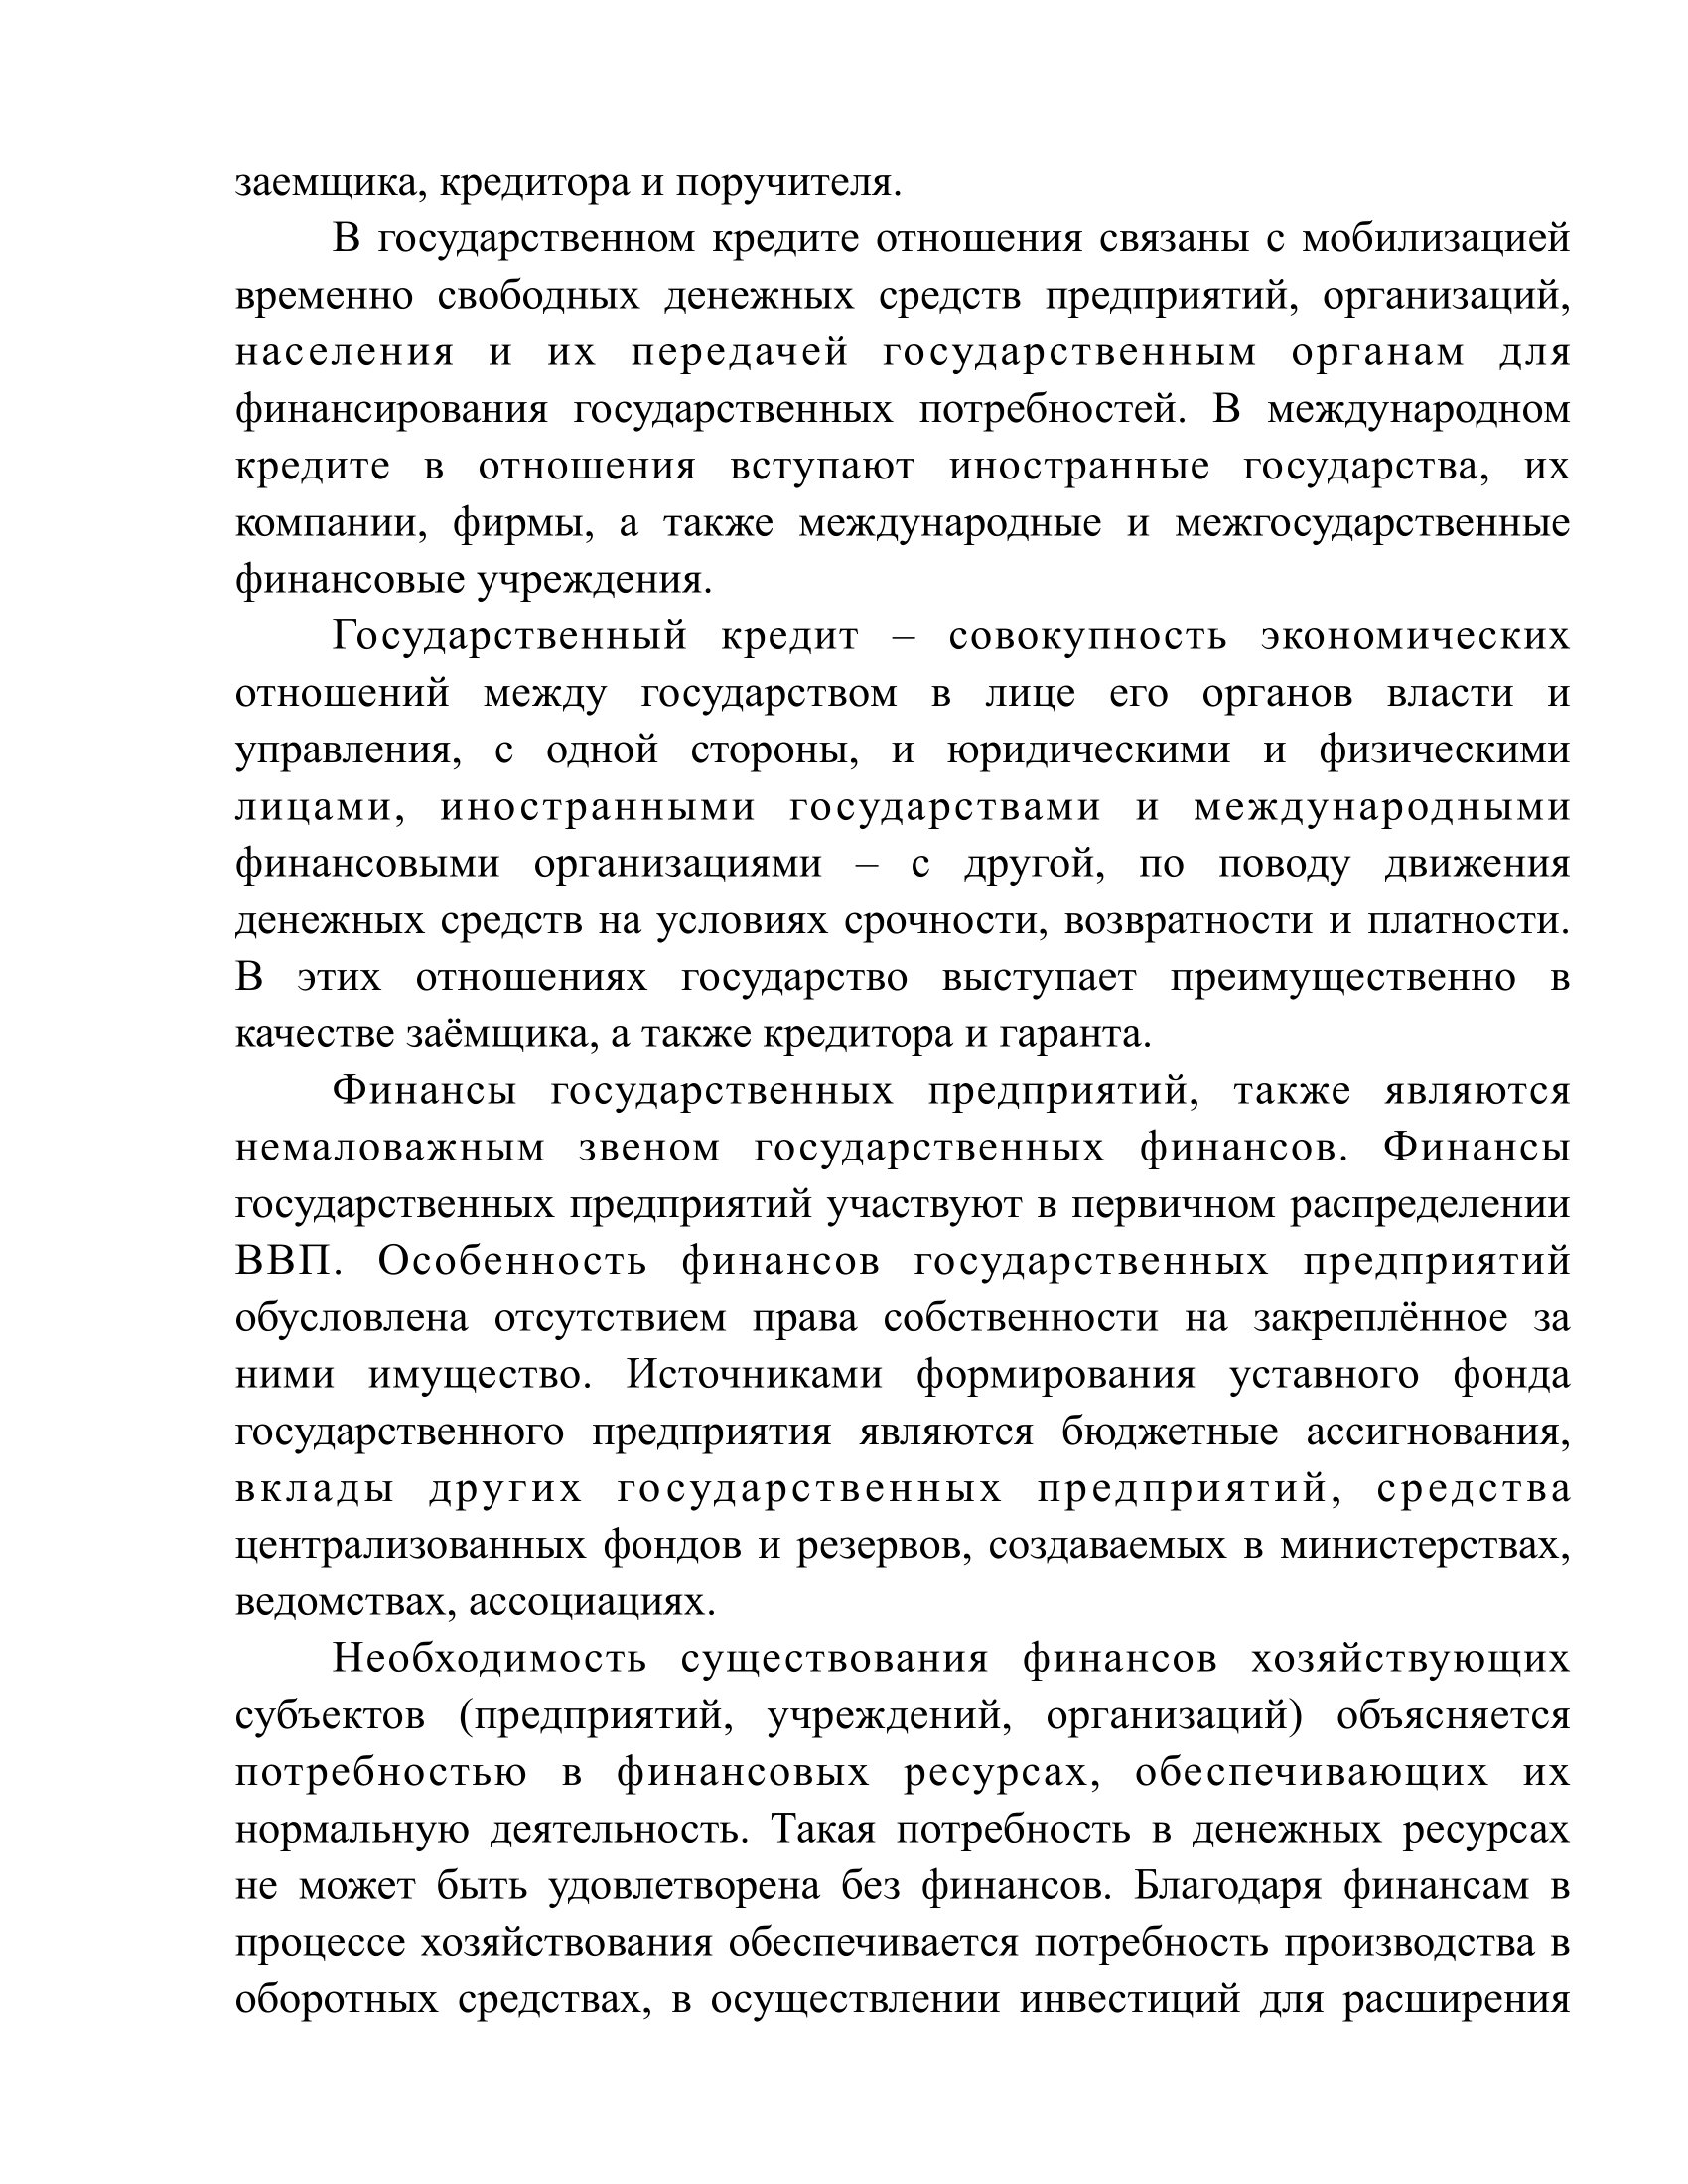 заемщика, кредитора и поручителя.
В государственном кредите отношения связаны с мобилизацией
временно свободных денежных средств предприятий, организаций,
населения и их передачей государственным органам для
финансирования государственных потребностей. В международном
кредите в отношения вступают иностранные государства, их
компании, фирмы, а также международные и межгосударственные
финансовые учреждения.
Государственный кредит – совокупность экономических
отношений между государством в лице его органов власти и
управления, с одной стороны, и юридическими и физическими
лицами, иностранными государствами и международными
финансовыми организациями – с другой, по поводу движения
денежных средств на условиях срочности, возвратности и платности.
В этих отношениях государство выступает преимущественно в
качестве заёмщика, а также кредитора и гаранта.
Финансы государственных предприятий, также являются
немаловажным звеном государственных финансов. Финансы
государственных предприятий участвуют в первичном распределении
ВВП. Особенность финансов государственных предприятий
обусловлена отсутствием права собственности на закреплённое за
ними имущество. Источниками формирования уставного фонда
государственного предприятия являются бюджетные ассигнования,
вклады других государственных предприятий, средства
централизованных фондов и резервов, создаваемых в министерствах,
ведомствах, ассоциациях.
Необходимость существования финансов хозяйствующих
субъектов (предприятий, учреждений, организаций) объясняется
потребностью в финансовых ресурсах, обеспечивающих их
нормальную деятельность. Такая потребность в денежных ресурсах
не может быть удовлетворена без финансов. Благодаря финансам в
процессе хозяйствования обеспечивается потребность производства в
оборотных средствах, в осуществлении инвестиций для расширения